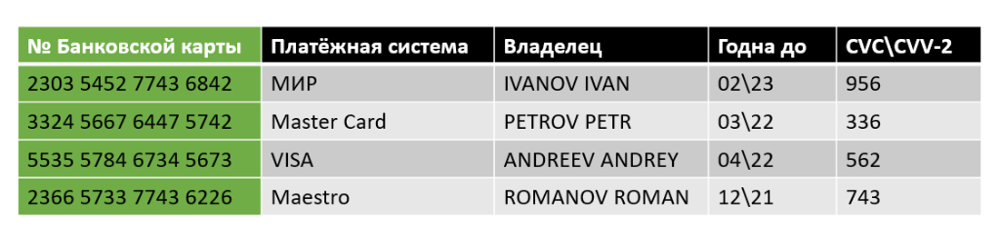 № Банковской карты Платёжная система Владелец Годна до CVC\CVV-2
2303 5452 7743 6842 МИР IVANOV IVAN 02\23 956
3324 5667 6447 5742 Master Card PETROV PETR 03\22 336
5535 5784 6734 5673 VISA ANDREEV ANDREY 04\22 562
2366 5733 7743 6226 Maestro ROMANOV ROMAN 12\21 743